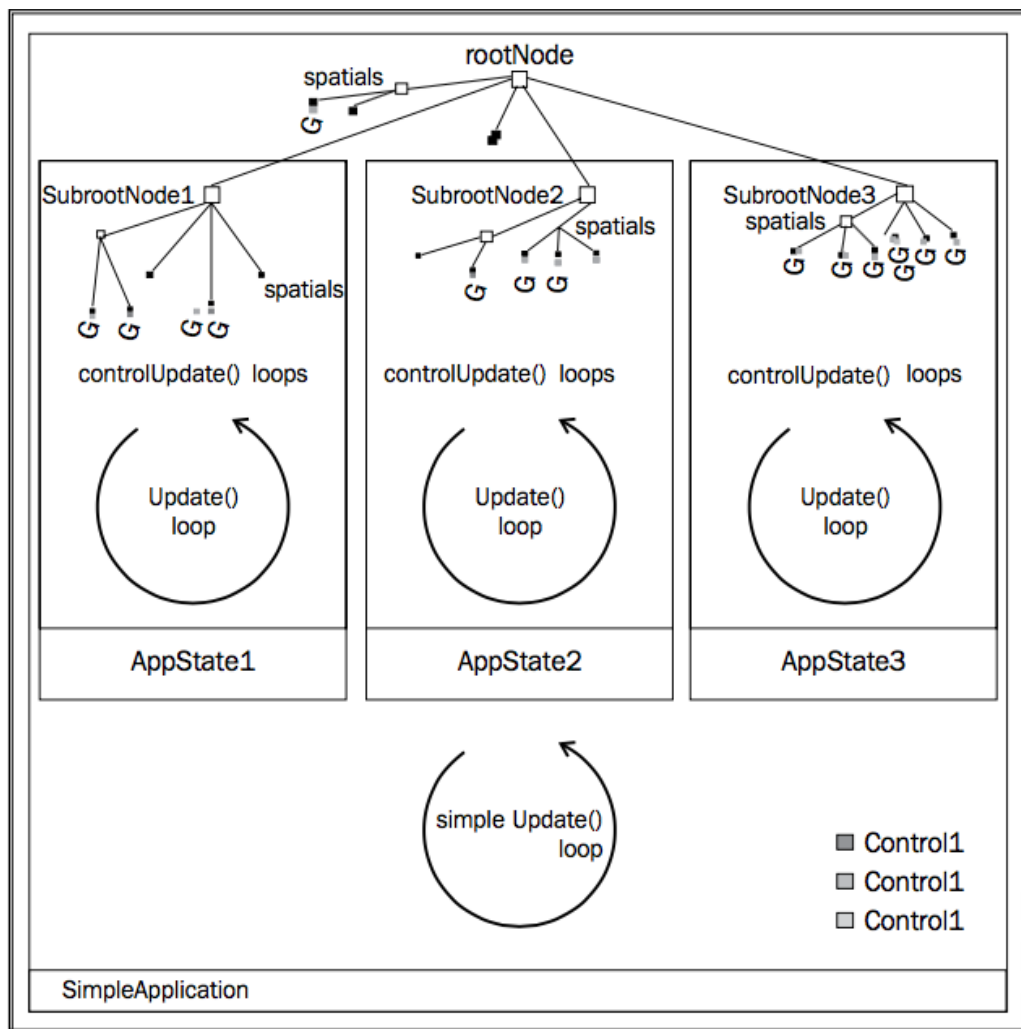 rootNode
spatials
G
SubrootNode1
SubrootNode2
SubrootNode3
spatials
spatials
spatials
G
G
G
G
G
G
G
G
G
G
G
G
G
G
controlUpdate() loops
controlUpdate() loops
controlUpdate() loops
Update()
loop
Update()
loop
Update()
loop
AppState1
AppState2
AppState3
simple Update()
loop
Control1
Control1
Control1
SimpleApplication